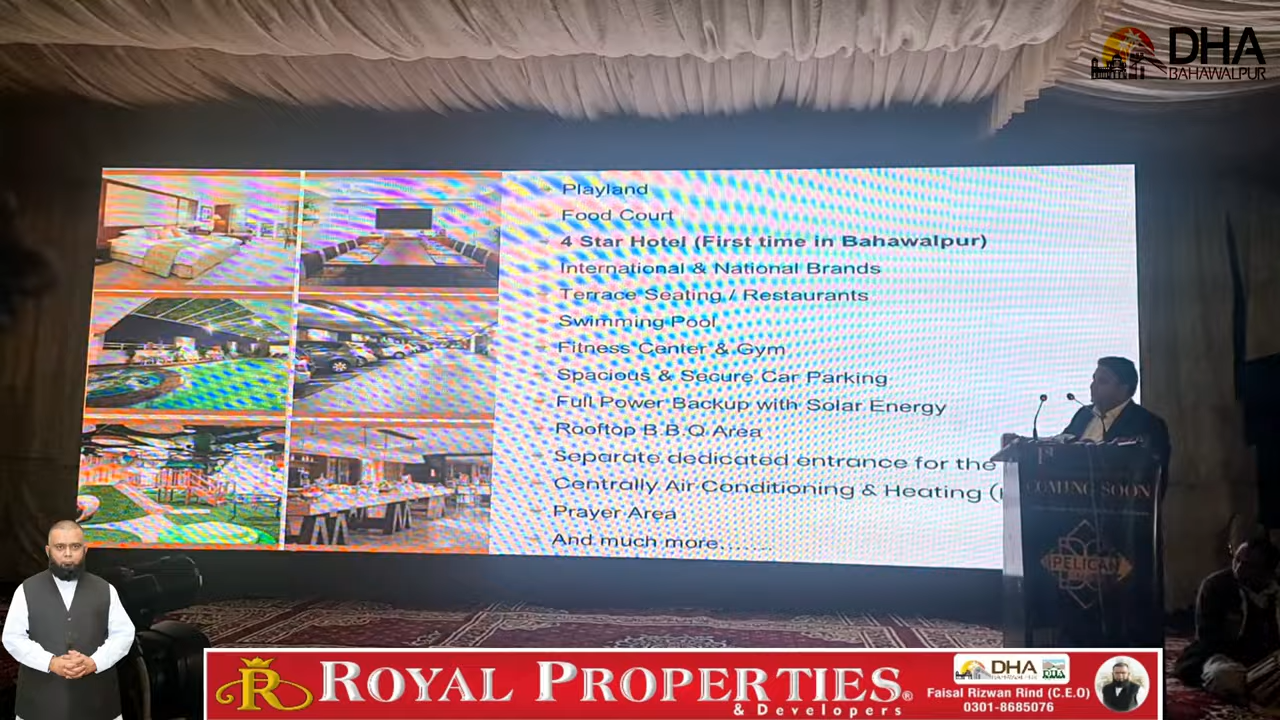 DHA
BAHAWALPUR
Playland
Food Court
4 Star Hotel (First time in Bahawalpur)
International & National Brands
Terrace Seating / Restaurants
Swimming Pool
Fitness Center & Gym
Spacious & Secure Car Parking
Full Power Backup with Solar Energy
Rooftop B.B.Q Area
Separate dedicated entrance for the
Centrally Air Conditioning & Heating (
Prayer Area
And much more........
COMING SOON
PELICAN
R
ROYAL PROPERTIES®
& Developers
DHA
Faisal Rizwan Rind (C.E.O)
0301-8685076